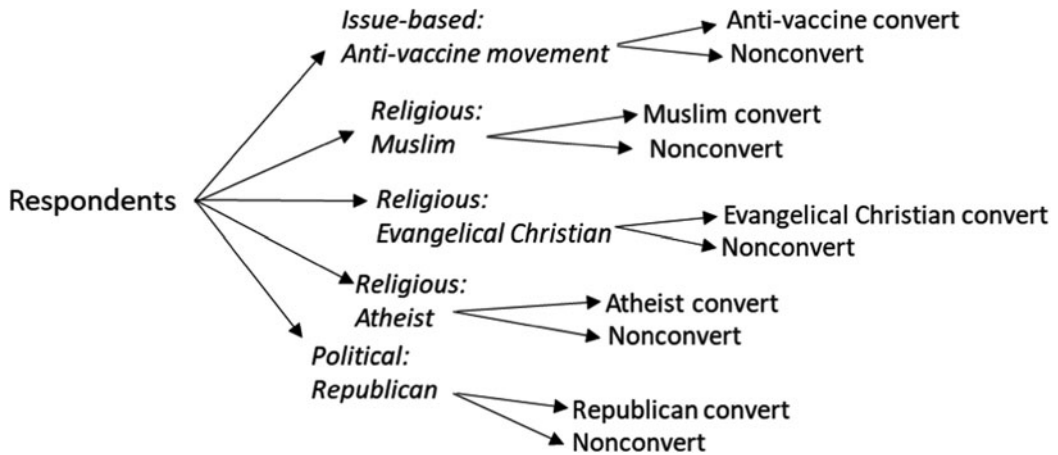 Issue-based:
Anti-vaccine movement
Anti-vaccine convert
Nonconvert
Religious:
Muslim
Muslim convert
Nonconvert
Respondents
Religious:
Evangelical Christian
Evangelical Christian convert
Nonconvert
Religious:
Atheist
Atheist convert
Nonconvert
Political:
Republican
Republican convert
Nonconvert